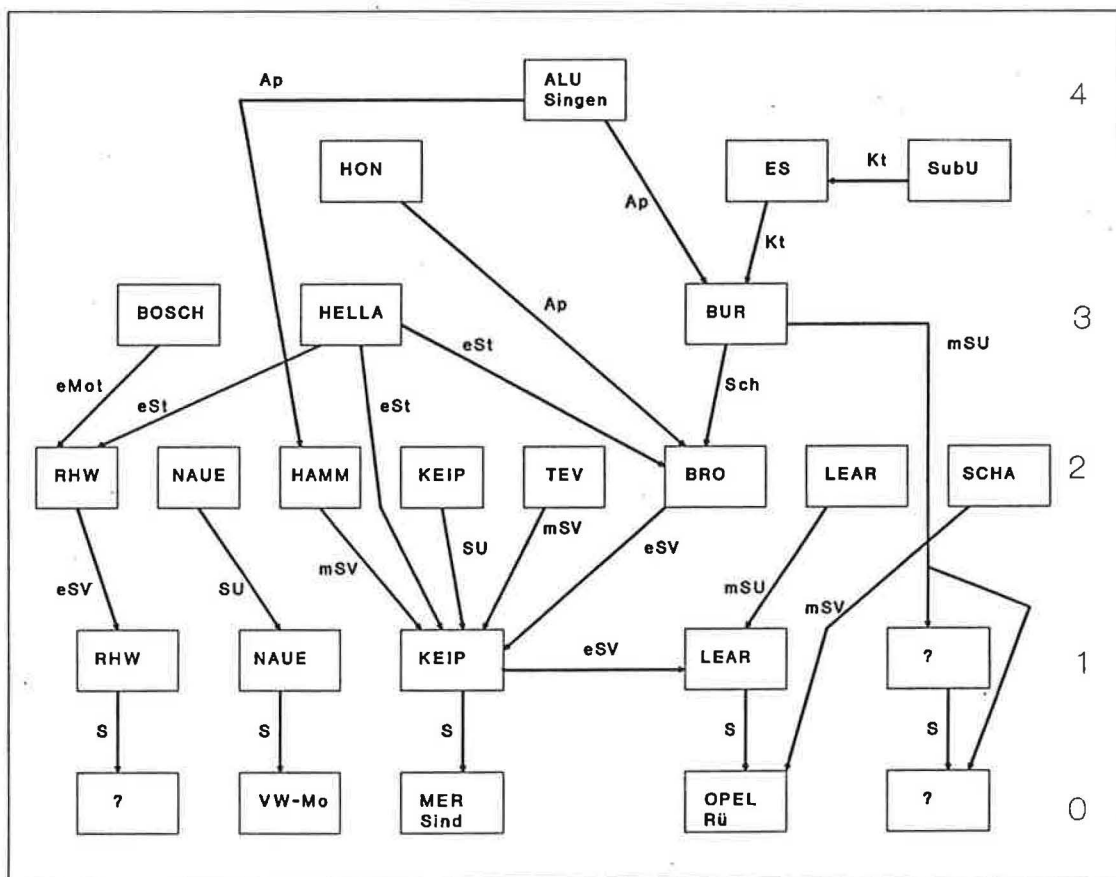 Ap
ALU
Singen
4
HON
ES
Kt
SubU
Ap
Kt
BOSCH
HELLA
Ap
BUR
3
eMot
eSt
eSt
eSt
Sch
mSU
RHW
NAUE
HAMM
KEIP
TEV
BRO
LEAR
SCHA
2
eSV
SU
mSV
SU
mSV
eSV
mSU
mSV
RHW
NAUE
KEIP
eSV
LEAR
?
1
S
S
S
S
S
?
VW-Mo
MER
Sind
OPEL
Rü
?
0